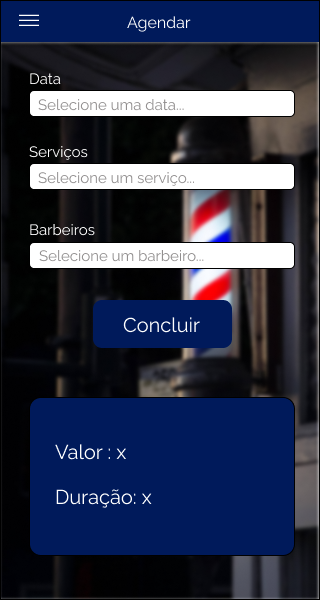 Agendar
Data
Selecione uma data...
Serviços
Selecione um serviço...
Barbeiros
Selecione um barbeiro...
Concluir
Valor : x
Duração: x